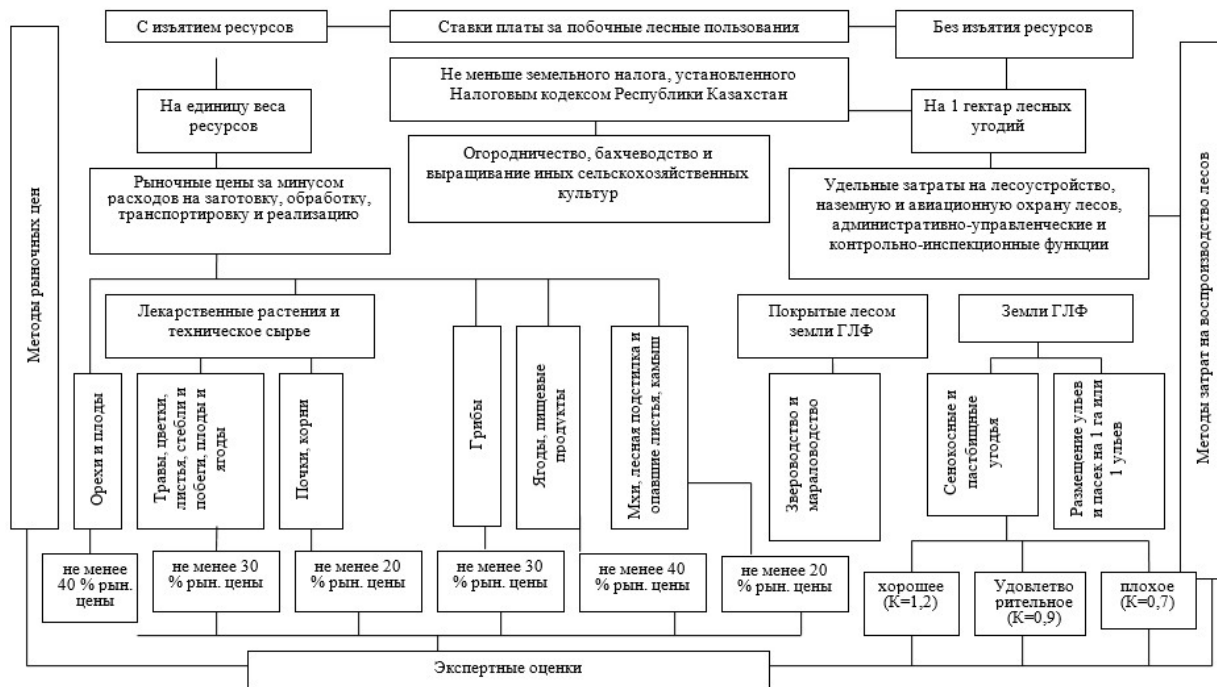 С изъятием ресурсов
Ставки платы за побочные лесные пользования
Без изъятия ресурсов
Не меньше земельного налога, установленного
Налоговым кодексом Республики Казахстан
На единицу веса
ресурсов
На 1 гектар лесных
угодий
Огородничество, бахчеводство и
выращивание иных сельскохозяйственных
культур
Рыночные цены за минусом
расходов на заготовку, обработку,
транспортировку и реализацию
Удельные затраты на лесоустройство,
наземную и авиационную охрану лесов,
административно-управленческие и
контрольно-инспекционные функции
Методы рыночных цен
Методы затрат на воспроизводство лесов
Лекарственные растения и
техническое сырье
Покрытые лесом
земли ГЛФ
Земли ГЛФ
Орехи и плоды
Травы, цветки,
листья, стебли и
побеги, плоды и
ягоды
Почки, корни
Грибы
Ягоды, пищевые
продукты
Мхи, лесная подстилка и
опавшие листья, камыш
Звероводство и
мараловодство
Сенокосные и
пастбищные
угодья
Размещение ульев
и пасек на 1 га или
1 ульев
не менее
40 % рын.
цены
не менее 30
% рын. цены
не менее 20
% рын. цены
не менее 30
% рын. цены
не менее 40
% рын. цены
не менее 20
% рын. цены
хорошее
(К=1,2)
Удовлетво
рительное
(К=0,9)
плохое
(К=0,7)
Экспертные оценки